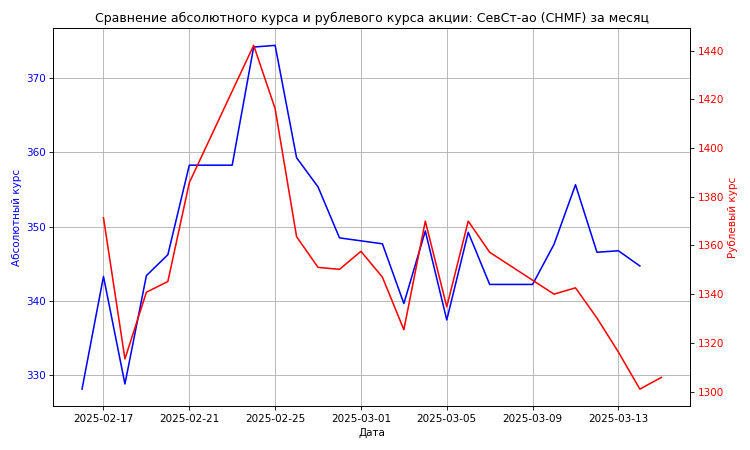 Сравнение абсолютного курса и рублевого курса акции: СевСт-ао (CHMF) за месяц
Абсолютный курс
370
360
350
340
330
1440
1420
1400
1380
1360
1340
1320
1300
Рублевый курс
2025-02-17 2025-02-21 2025-02-25 2025-03-01 2025-03-05 2025-03-09 2025-03-13
Дата